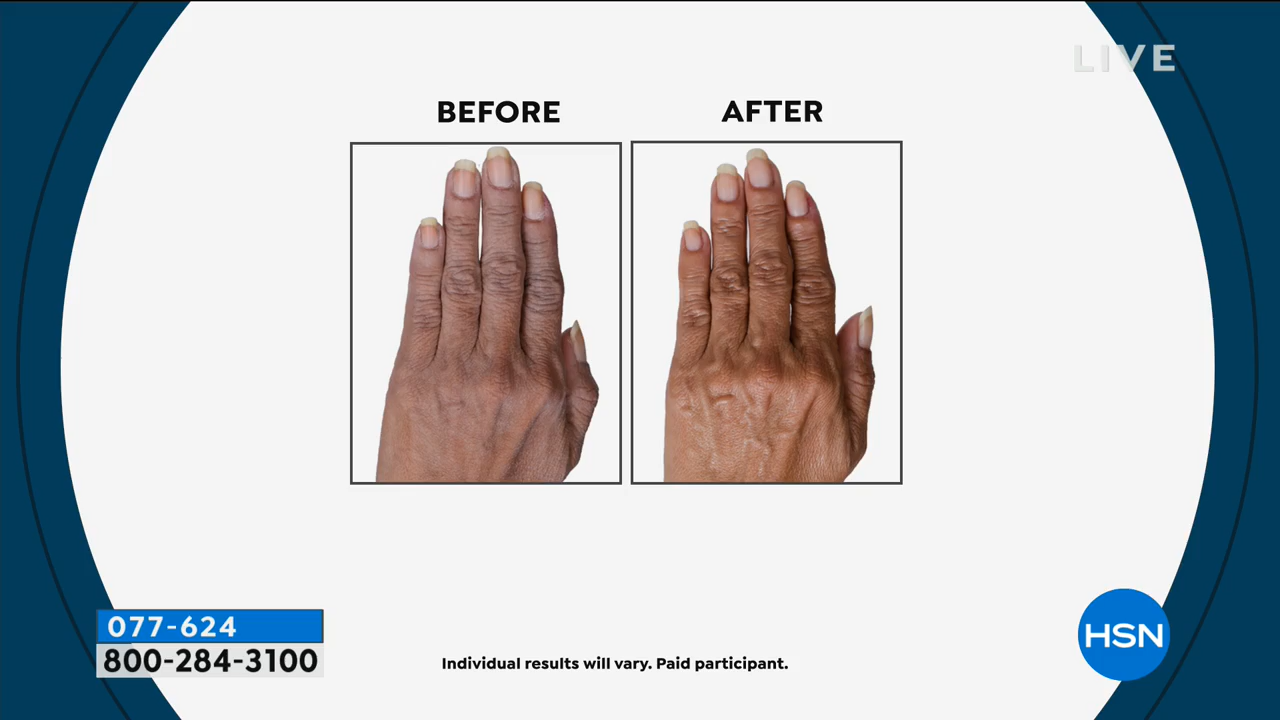 LIVE
BEFORE
AFTER
077-624
800-284-3100
HSN
Individual results will vary. Paid participant.